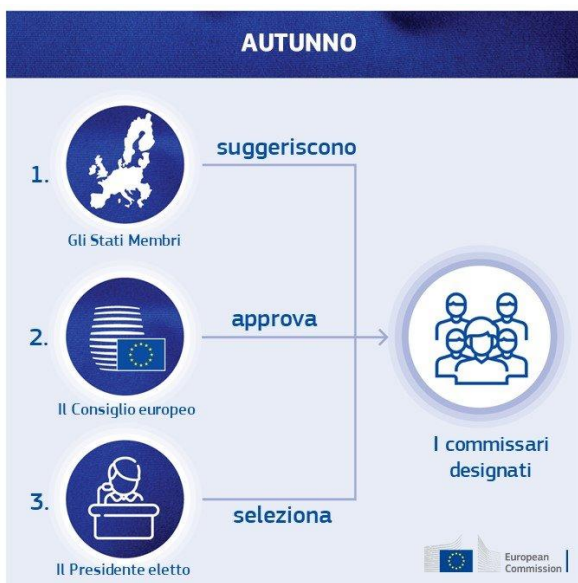 AUTUNNO
1.
suggeriscono
Gli Stati Membri
2.
approva
Il Consiglio europeo
I commissari
designati
3.
seleziona
Il Presidente eletto
European
Commission